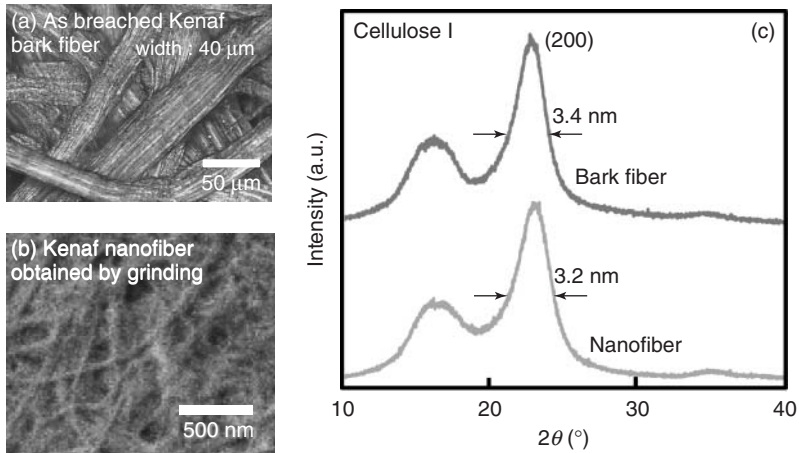 (a) As breached Kenaf
bark fiber
width : 40 μm
50 μm
(b) Kenaf nanofiber
obtained by grinding
500 nm
Cellulose I
(c)
(200)
3.4 nm
Bark fiber
3.2 nm
Nanofiber
Intensity (a.u.)
10
20
30
40
2θ (°)